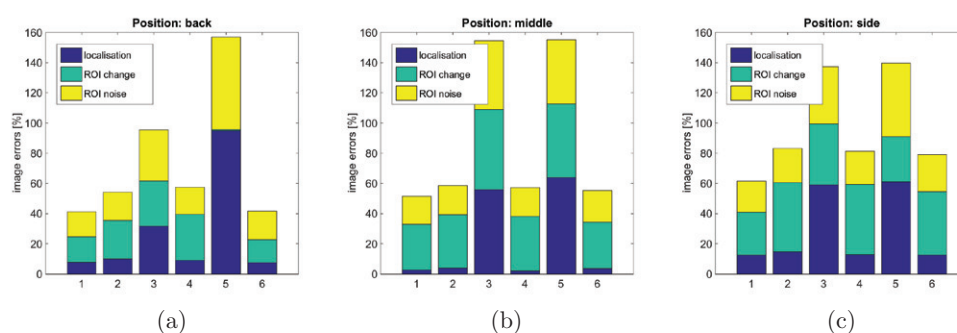 Position: back
160
140
120
100
80
60
40
20
0
image errors [%]
localisation
ROI change
ROI noise
1 2 3 4 5 6
(a)
Position: middle
160
140
120
100
80
60
40
20
0
image errors [%]
localisation
ROI change
ROI noise
1 2 3 4 5 6
(b)
Position: side
160
140
120
100
80
60
40
20
0
image errors [%]
localisation
ROI change
ROI noise
1 2 3 4 5 6
(c)